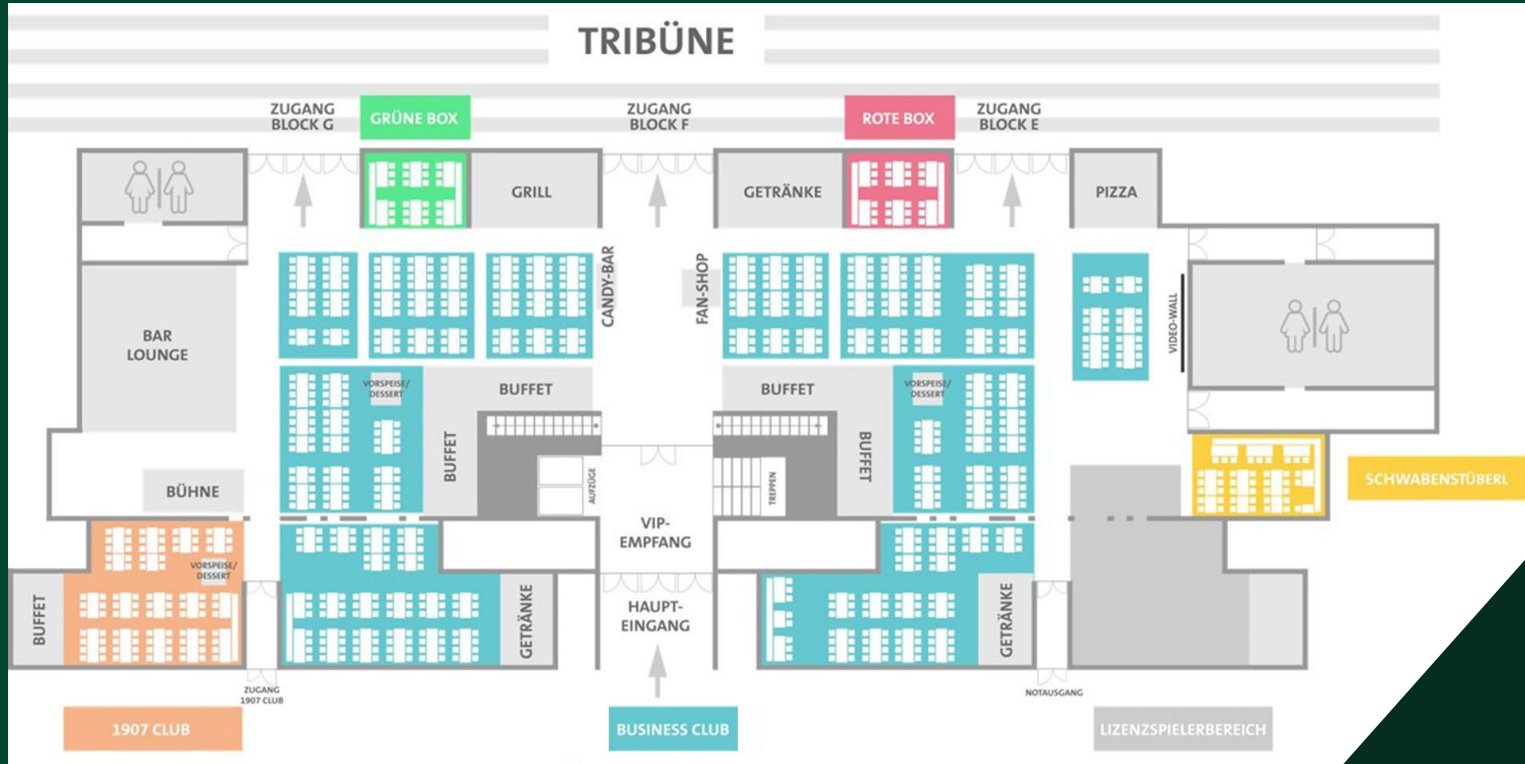 TRIBÜNE
ZUGANG
BLOCK G
GRÜNE BOX
ZUGANG
BLOCK F
ROTE BOX
ZUGANG
BLOCK E
GRILL
GETRÄNKE
PIZZA
BAR
LOUNGE
CANDY-BAR
FAN-SHOP
VIDEO-WALL
VORSPEISE/
DESSERT
BUFFET
BUFFET
VORSPEISE/
DESSERT
BUFFET
BUFFET
AUFZÜGE
TREPPEN
SCHWABENSTÜBERL
BÜHNE
VIP-
EMPFANG
VORSPEISE/
DESSERT
BUFFET
GETRÄNKE
HAUPT-
EINGANG
GETRÄNKE
ZUGANG
1907 CLUB
NOTAUSGANG
1907 CLUB
BUSINESS CLUB
LIZENZSPIELERBEREICH